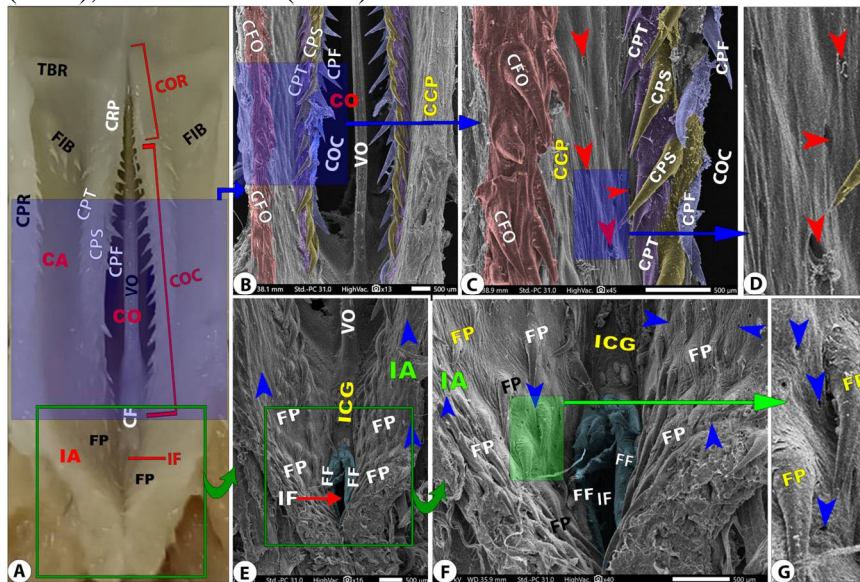 TBR
COR
CRP
FIB
FIB
CPR
CPT
CPS
CPF
CA
VO
COC
CO
CF
FP
IA
IF
FP
A
CFO
CPT
CPS
CPF
CO
COC
VO
CCP
CFO
B
38.1 mm Std.-PC 31.0 HighVac. x13 500 µm
CFO
CPT
CPS
CPF
CCP
CPS
COC
CFO
CPT
CPF
C
38.9 mm Std.-PC 31.0 HighVac. x45 500 µm
D
VO
IA
ICG
FP
FP
FP
FP
FF
FF
IF
E
Std.-PC 31.0 HighVac. x16 500 µm
FP
ICG
FP
IA
FP
FP
FP
FF
FF
IF
FP
FP
F
KV WD 35.9 mm Std.-PC 31.0 HighVac. x40 500 µm
FP
FP
G